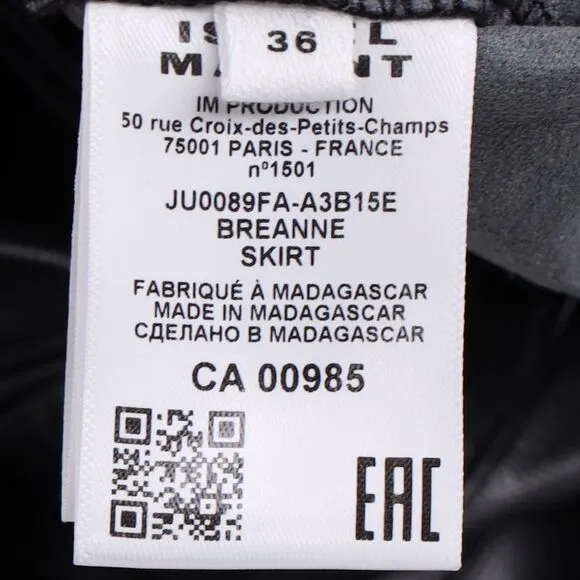 36
IM PRODUCTION
50 rue Croix-des-Petits-Champs
75001 PARIS - FRANCE
nº1501
JU0089FA-A3B15E
BREANNE
SKIRT
FABRIQUÉ À MADAGASCAR
MADE IN MADAGASCAR
СДЕЛАНО В MADAGASCAR
CA 00985
EAC